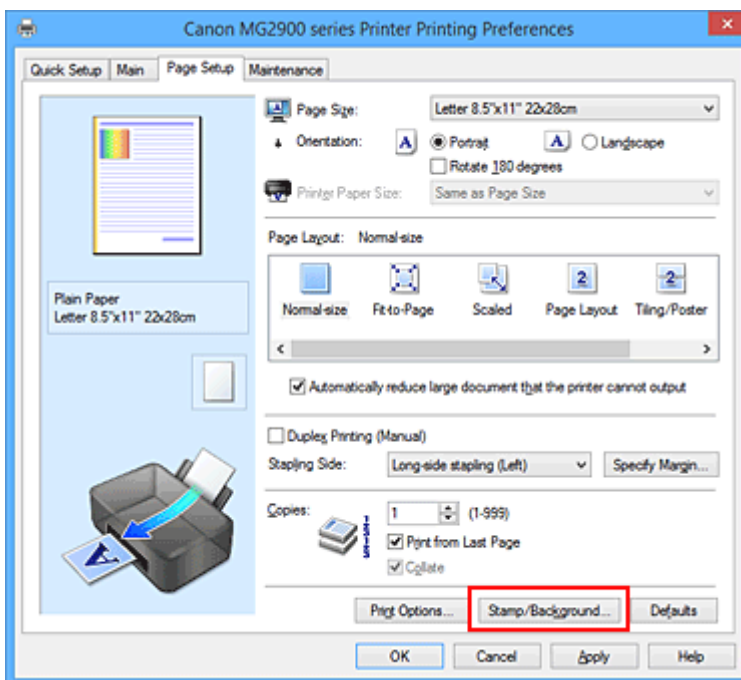 Canon MG2900 series Printer Printing Preferences
Quick Setup Main Page Setup Maintenance
Page Size: Letter 8.5"x11" 22x28cm
Orientation: A Portrait A Landscape
Rotate 180 degrees
Printer Paper Size: Same as Page Size
Page Layout: Normal-size
Normal-size Fit-to-Page Scaled Page Layout Tiling/Poster
Plain Paper
Letter 8.5"x11" 22x28cm
Automatically reduce large document that the printer cannot output
Duplex Printing (Manual)
Stapling Side: Long-side stapling (Left) Specify Margin...
Copies: 1 (1-999)
Print from Last Page
Collate
Print Options... Stamp/Background... Defaults
OK Cancel Apply Help